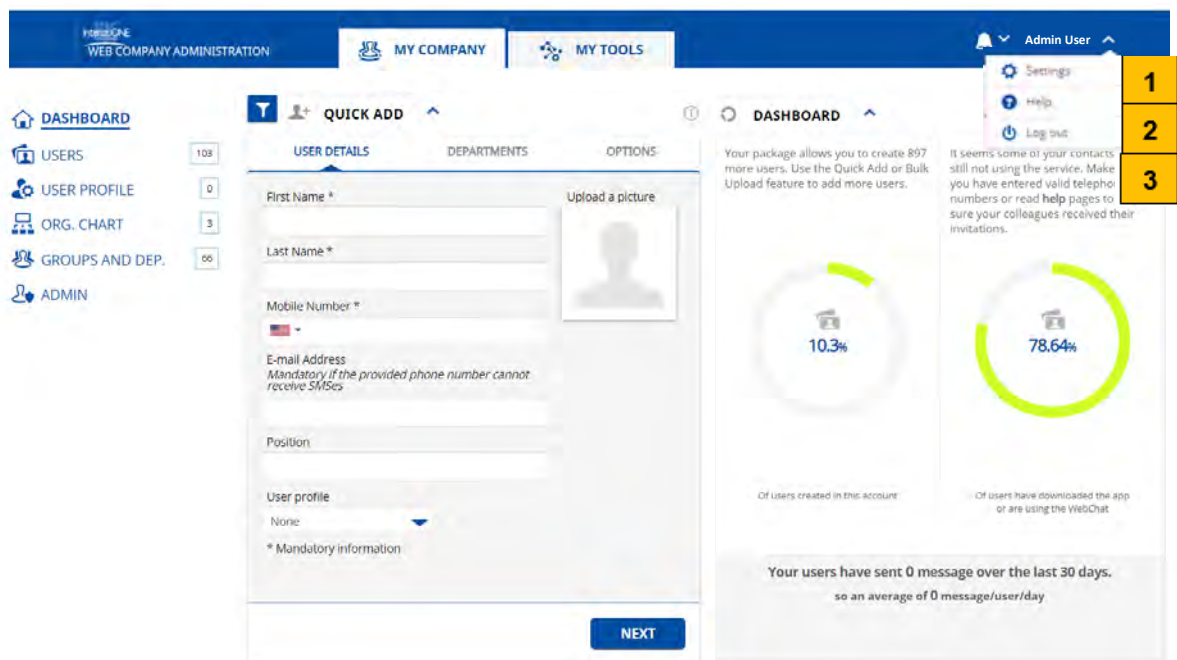 WEB COMPANY ADMINISTRATION
MY COMPANY
MY TOOLS
Admin User
Settings
Help
Log out
1
2
3
DASHBOARD
USERS
103
USER PROFILE
0
ORG. CHART
3
GROUPS AND DEP.
66
ADMIN
QUICK ADD
USER DETAILS
DEPARTMENTS
OPTIONS
First Name *
Last Name *
Mobile Number *
E-mail Address
Mandatory if the provided phone number cannot
receive SMSes
Position
User profile
None
* Mandatory information
Upload a picture
NEXT
DASHBOARD
Your package allows you to create 897
more users. Use the Quick Add or Bulk
Upload feature to add more users.
10.3%
Of users created in this account
It seems some of your contacts
still not using the service. Make
you have entered valid telepho
numbers or read help pages to
sure your colleagues received their
invitations.
78.64%
Of users have downloaded the app
or are using the WebChat
Your users have sent 0 message over the last 30 days.
so an average of 0 message/user/day